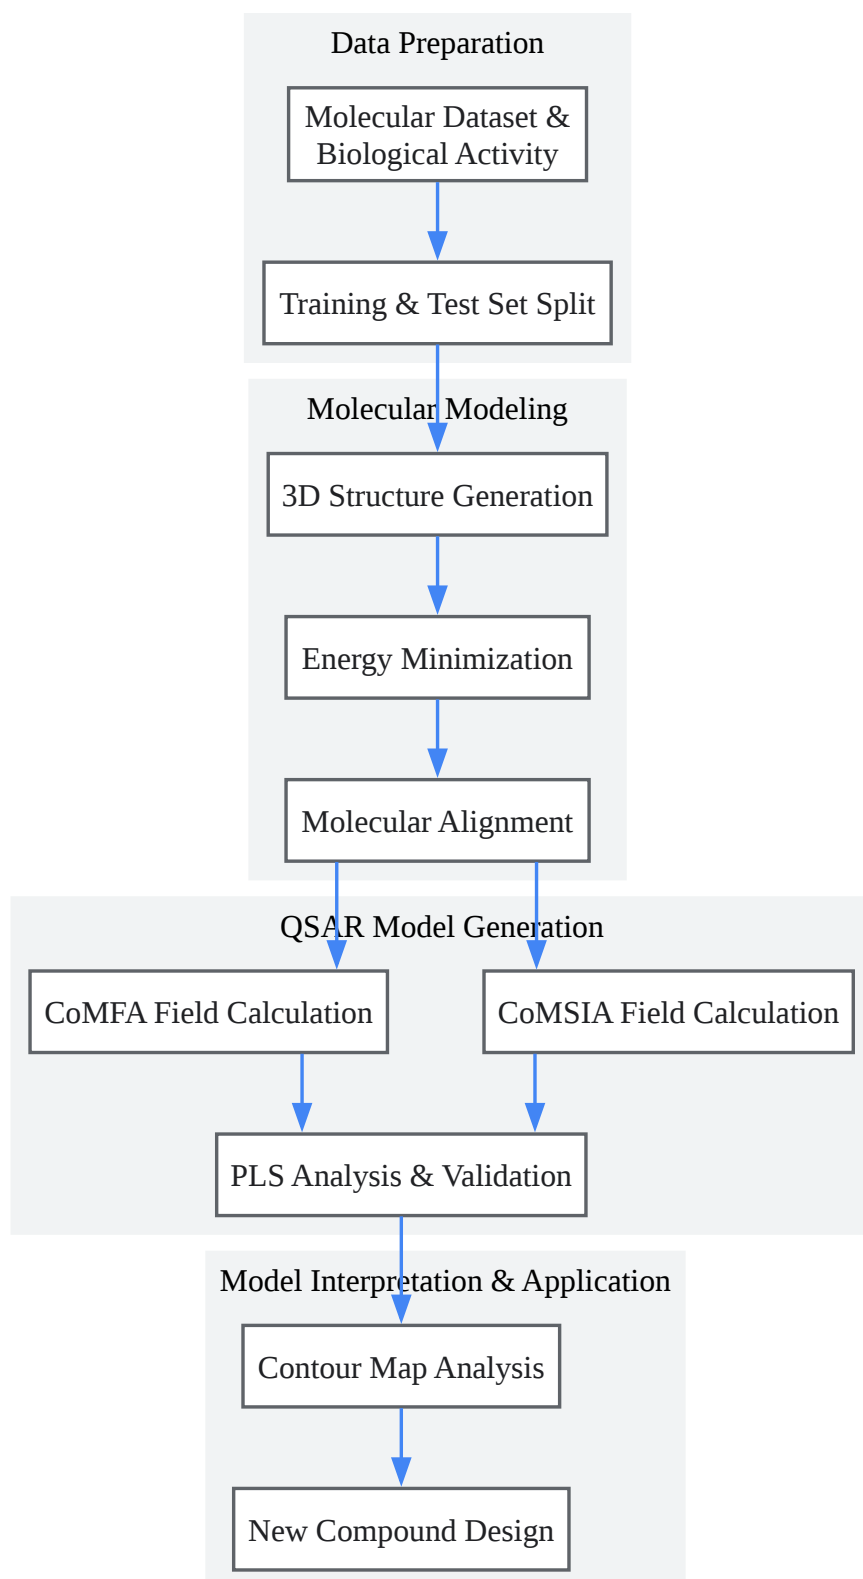 Data Preparation
Molecular Dataset &
Biological Activity
Training & Test Set Split
Molecular Modeling
3D Structure Generation
Energy Minimization
Molecular Alignment
QSAR Model Generation
CoMFA Field Calculation
CoMSIA Field Calculation
PLS Analysis & Validation
Model Interpretation & Application
Contour Map Analysis
New Compound Design